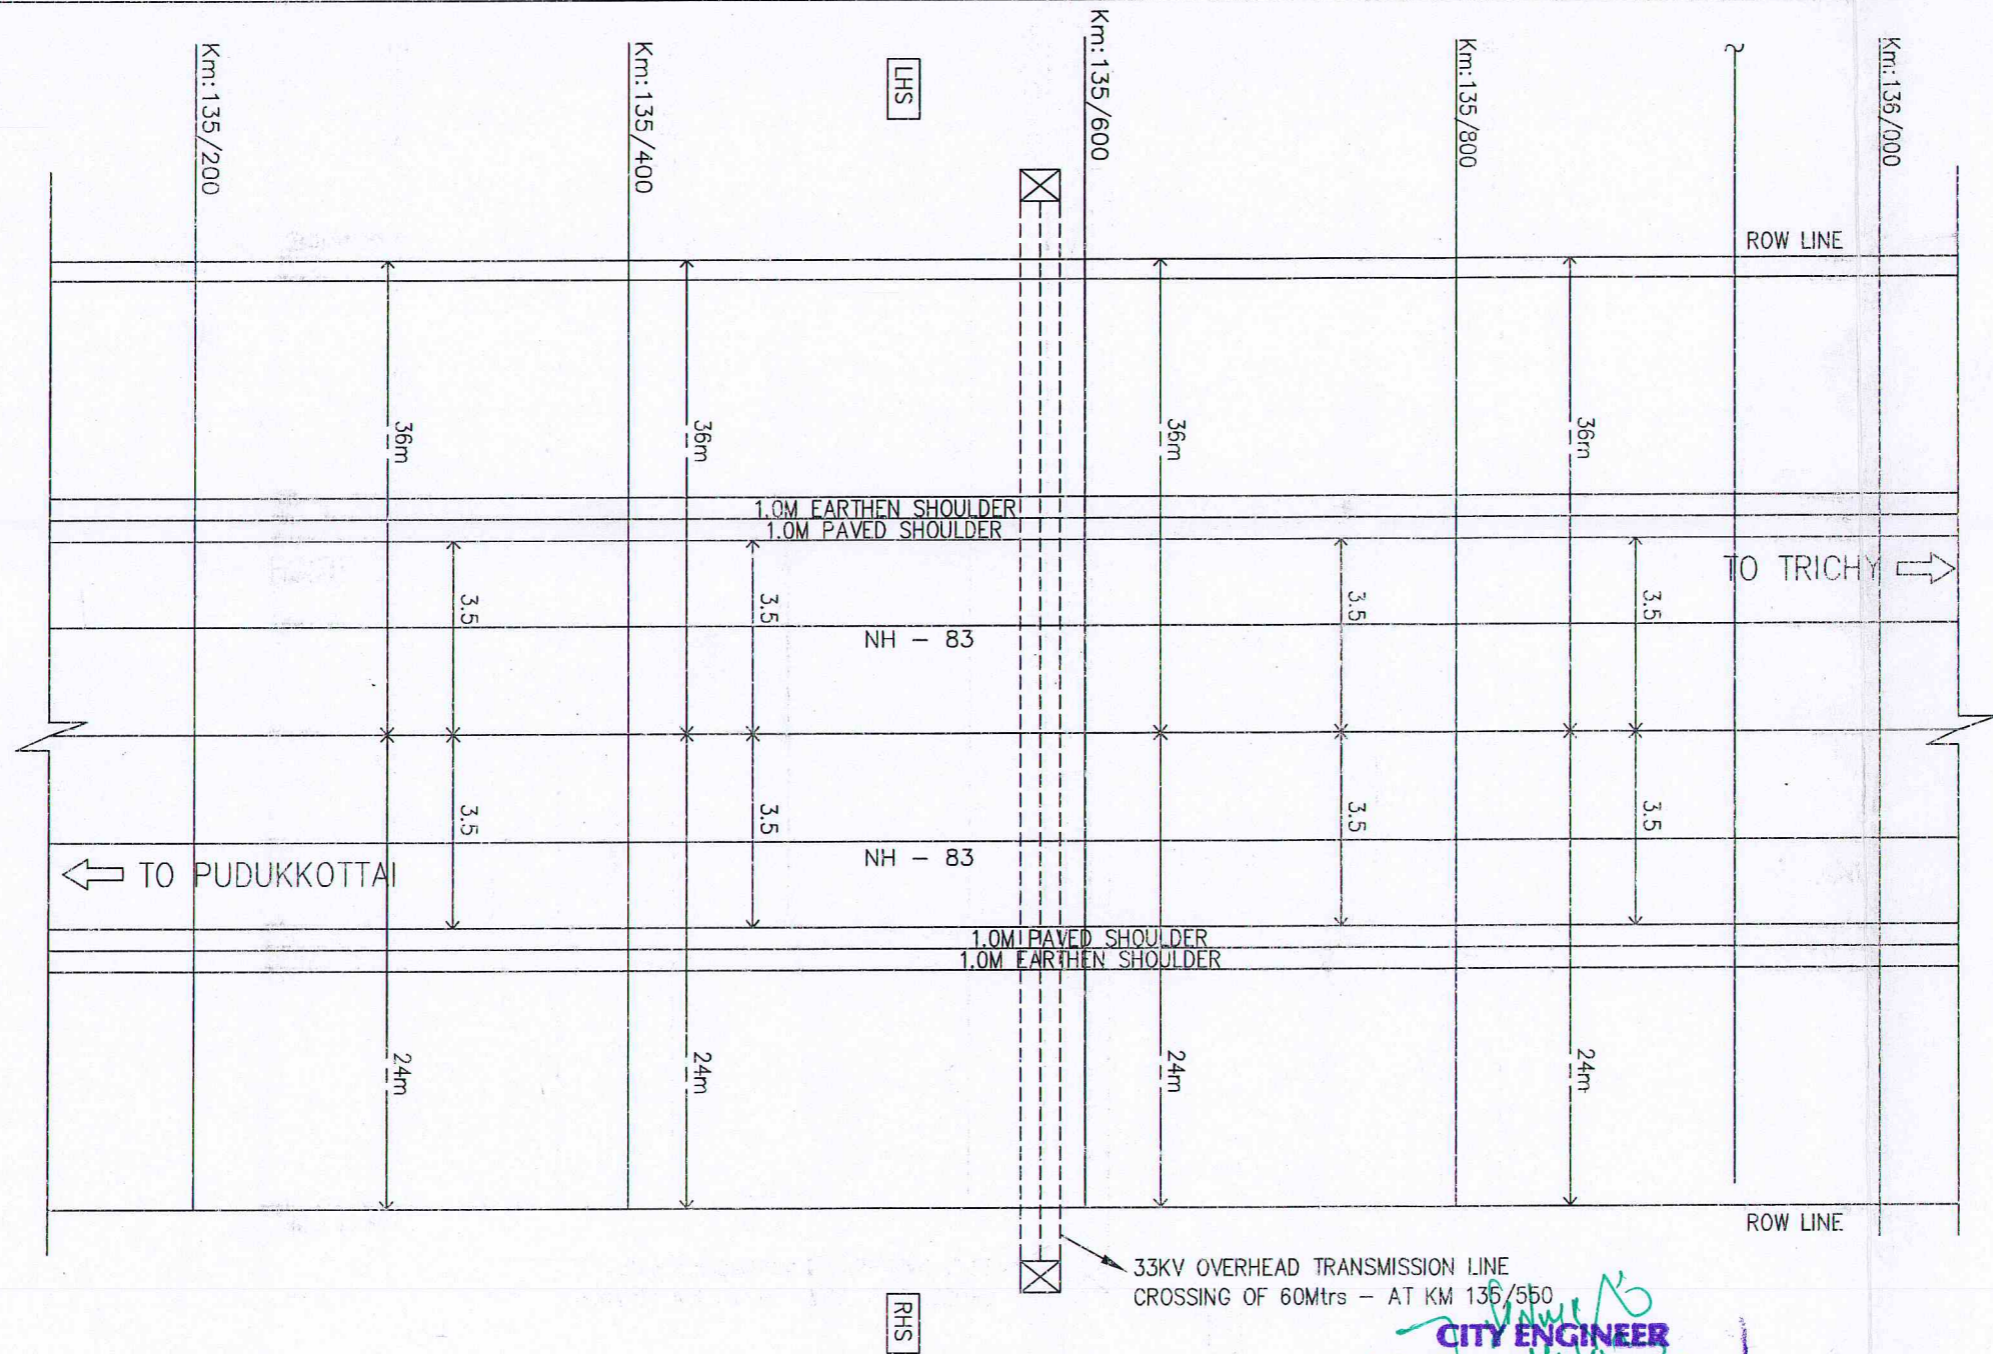 Km:135/200
Km:135/400
LHS
Km:135/600
Km:135/800
Km:136/000
ROW LINE
36m
36m
36m
36m
1.0M EARTHEN SHOULDER
1.0M PAVED SHOULDER
TO TRICHY
3.5
3.5
3.5
3.5
NH - 83
3.5
3.5
3.5
3.5
NH - 83
TO PUDUKKOTTAI
1.0M PAVED SHOULDER
1.0M EARTHEN SHOULDER
24m
24m
24m
24m
ROW LINE
33KV OVERHEAD TRANSMISSION LINE
CROSSING OF 60Mtrs - AT KM 135/550
RHS
CITY ENGINEER